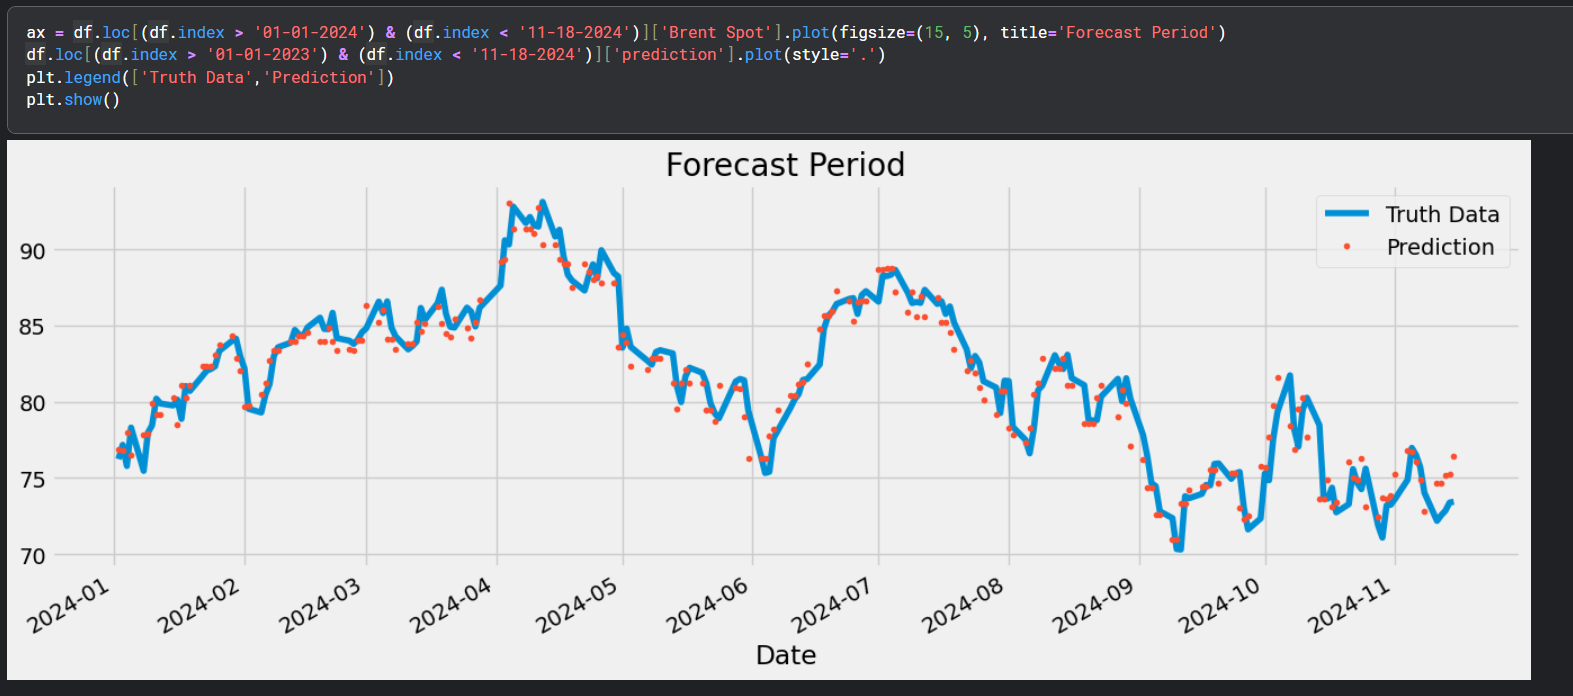 ax = df.loc[(df.index > '01-01-2024') & (df.index < '11-18-2024')]['Brent Spot'].plot(figsize=(15, 5), title='Forecast Period')
df.loc[(df.index > '01-01-2023') & (df.index < '11-18-2024')]['prediction'].plot(style='.')
plt.legend(['Truth Data','Prediction'])
plt.show()
Forecast Period
Truth Data
Prediction
90
85
80
75
70
2024-01
2024-02
2024-03
2024-04
2024-05
2024-06
2024-07
2024-08
2024-09
2024-10
2024-11
Date